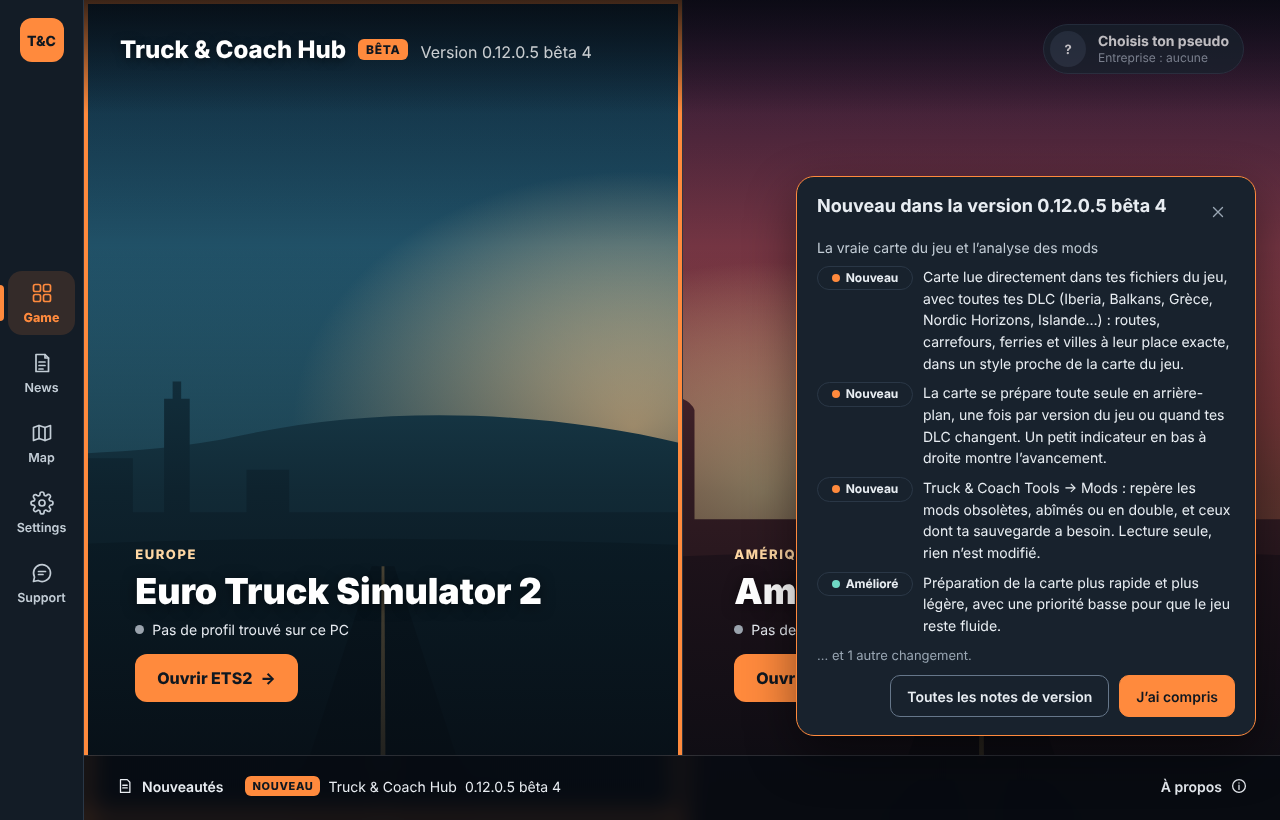 T&C
Game
News
Map
Settings
Support
Truck & Coach Hub BÊTA Version 0.12.0.5 bêta 4
? Choisis ton pseudo
Entreprise : aucune
EUROPE
Euro Truck Simulator 2
Pas de profil trouvé sur ce PC
Ouvrir ETS2 →
AMÉRIQ
Am
Pas de
Ouvr
Nouveau dans la version 0.12.0.5 bêta 4
La vraie carte du jeu et l’analyse des mods
Nouveau
Carte lue directement dans tes fichiers du jeu,
avec toutes tes DLC (Iberia, Balkans, Grèce,
Nordic Horizons, Islande…) : routes,
carrefours, ferries et villes à leur place exacte,
dans un style proche de la carte du jeu.
Nouveau
La carte se prépare toute seule en arrière-
plan, une fois par version du jeu ou quand tes
DLC changent. Un petit indicateur en bas à
droite montre l’avancement.
Nouveau
Truck & Coach Tools → Mods : repère les
mods obsolètes, abîmés ou en double, et ceux
dont ta sauvegarde a besoin. Lecture seule,
rien n’est modifié.
Amélioré
Préparation de la carte plus rapide et plus
légère, avec une priorité basse pour que le jeu
reste fluide.
… et 1 autre changement.
Toutes les notes de version
J’ai compris
Nouveautés NOUVEAU Truck & Coach Hub 0.12.0.5 bêta 4
À propos